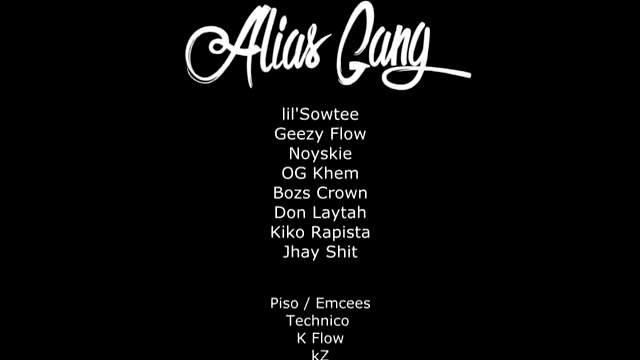 Alias Gang
lil'Sowtee
Geezy Flow
Noyskie
OG Khem
Bozs Crown
Don Laytah
Kiko Rapista
Jhay Shit
Piso / Emcees
Technico
K Flow
kZ